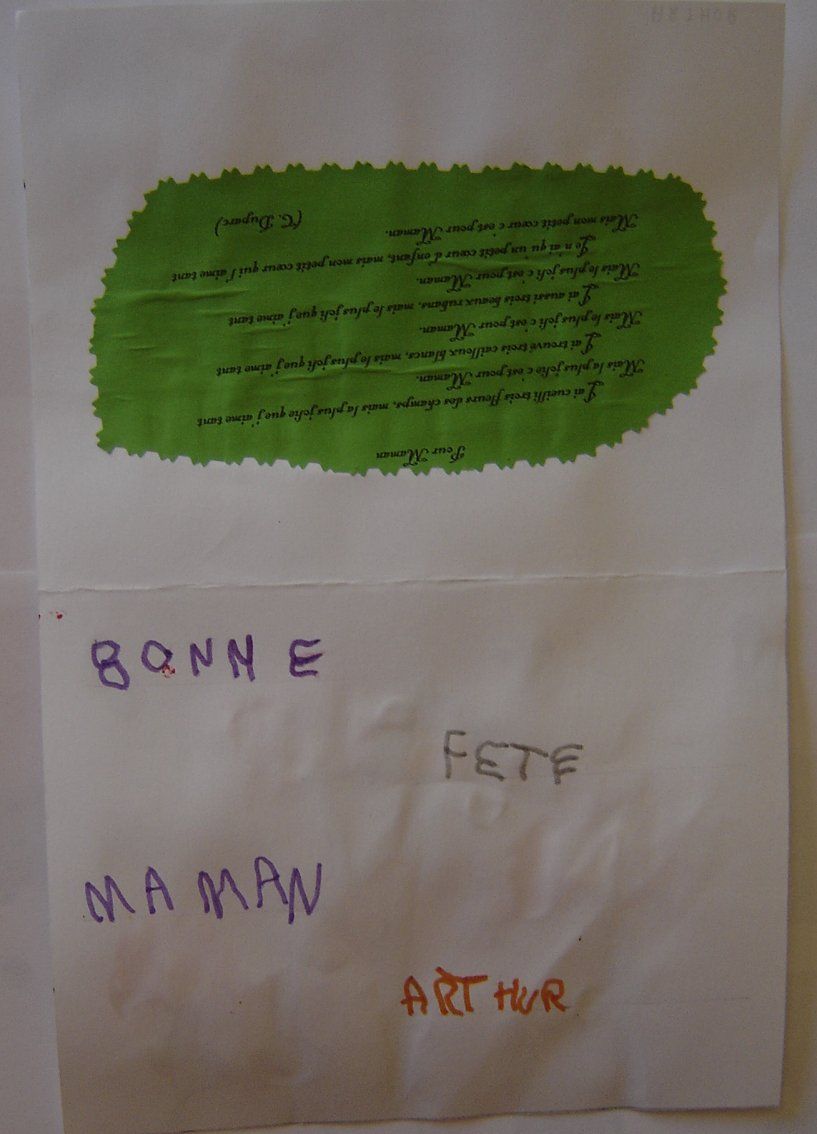 ARTHUR
Pour Maman
J'ai cueilli trois fleurs des champs, mais la plus jolie que j'aime tant
Mais la plus jolie c'est pour Maman.
J'ai trouvé trois cailloux blancs, mais le plus joli que j'aime tant
Mais le plus joli c'est pour Maman.
J'ai aussi trois beaux rubans, mais le plus joli que j'aime tant
Mais le plus joli c'est pour Maman.
Je n'ai qu'un petit cœur d'enfant, mais mon petit cœur qui l'aime tant
Mais mon petit cœur c'est pour Maman.
(C. Duparc)
BONNE
FETE
MAMAN
ARTHUR